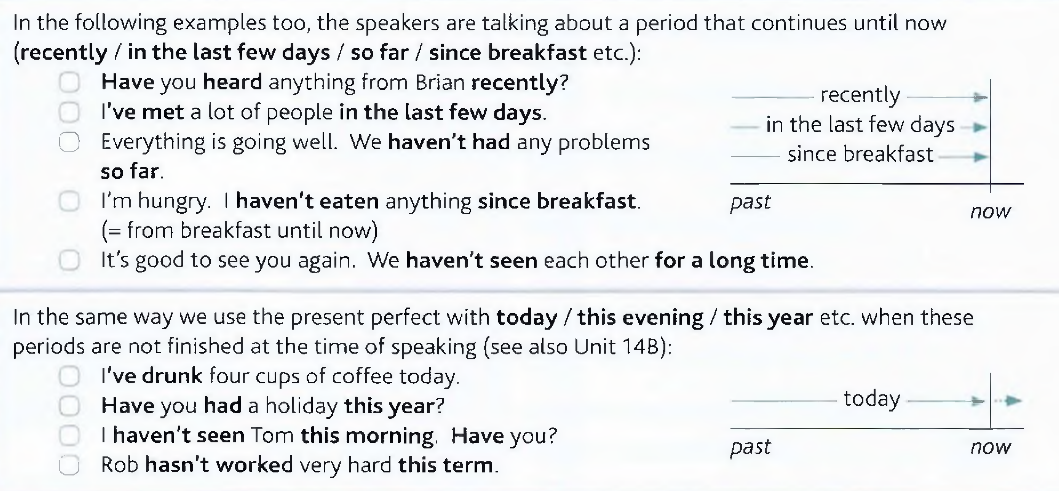 In the following examples too, the speakers are talking about a period that continues until now
(recently / in the last few days / so far / since breakfast etc.):
Have you heard anything from Brian recently?
I've met a lot of people in the last few days.
Everything is going well. We haven't had any problems
so far.
I'm hungry. I haven't eaten anything since breakfast.
(= from breakfast until now)
It's good to see you again. We haven't seen each other for a long time.
recently
in the last few days
since breakfast
past
now
In the same way we use the present perfect with today / this evening / this year etc. when these
periods are not finished at the time of speaking (see also Unit 14B):
I've drunk four cups of coffee today.
Have you had a holiday this year?
I haven't seen Tom this morning. Have you?
Rob hasn't worked very hard this term.
today
past
now